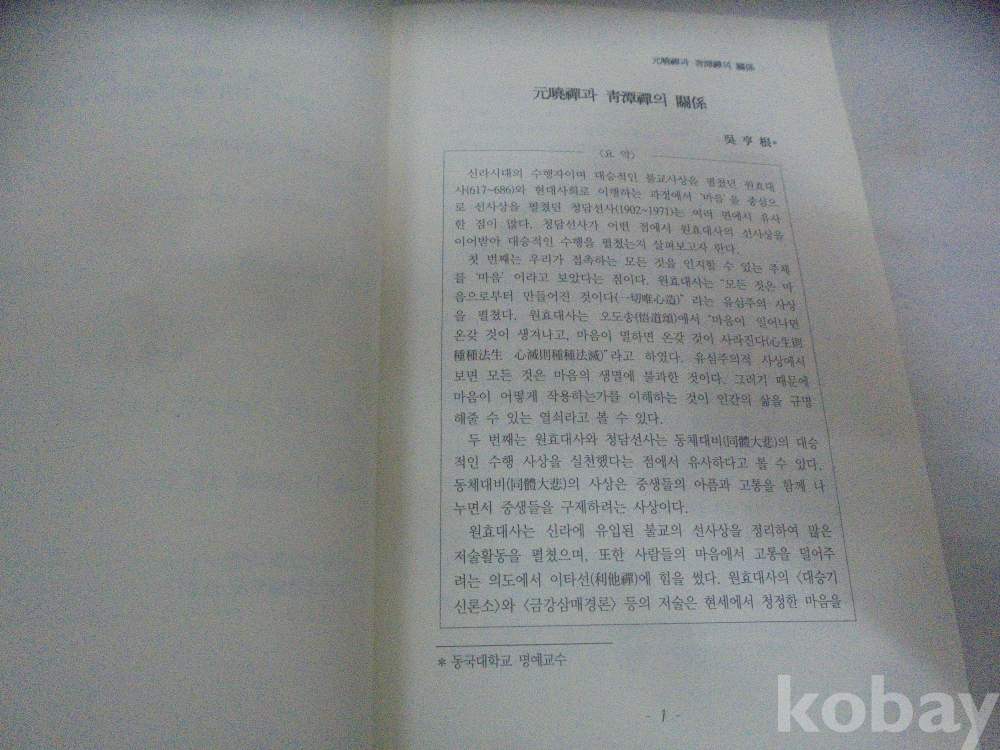 元曉禪과 靑潭禪의 關係
元曉禪과 靑潭禪의 關係
吳 亨 根*
〈요 약〉
신라시대의 수행자이며 대승적인 불교사상을 펼쳤던 원효대
사(617~686)와 현대사회로 이행하는 과정에서 '마음'을 중심으
로 선사상을 펼쳤던 청담선사(1902~1971)는 여러 면에서 유사
한 점이 많다. 청담선사가 어떤 점에서 원효대사의 선사상을
이어받아 대승적인 수행을 펼쳤는지 살펴보고자 한다.
첫 번째는 우리가 접촉하는 모든 것을 인지할 수 있는 주체
를 '마음' 이라고 보았다는 점이다. 원효대사는 "모든 것은 마
음으로부터 만들어진 것이다(一切唯心造)" 라는 유심주의 사상
을 펼쳤다. 원효대사는 오도송(悟道頌)에서 "마음이 일어나면
온갖 것이 생겨나고, 마음이 멸하면 온갖 것이 사라진다(心生則
種種法生 心滅則種種法滅)"라고 하였다. 유심주의적 사상에서
보면 모든 것은 마음의 생멸에 불과한 것이다. 그러기 때문에
마음이 어떻게 작용하는가를 이해하는 것이 인간의 삶을 규명
해줄 수 있는 열쇠라고 볼 수 있다.
두 번째는 원효대사와 청담선사는 동체대비(同體大悲)의 대승
적인 수행 사상을 실천했다는 점에서 유사하다고 볼 수 있다.
동체대비(同體大悲)의 사상은 중생들의 아픔과 고통을 함께 나
누면서 중생들을 구제하려는 사상이다.
원효대사는 신라에 유입된 불교의 선사상을 정리하여 많은
저술활동을 펼쳤으며, 또한 사람들의 마음에서 고통을 덜어주
려는 의도에서 이타선(利他禪)에 힘을 썼다. 원효대사의 〈대승기
신론소〉와 〈금강삼매경론〉 등의 저술은 현세에서 청정한 마음을
* 동국대학교 명예교수
- 1 -
kobay